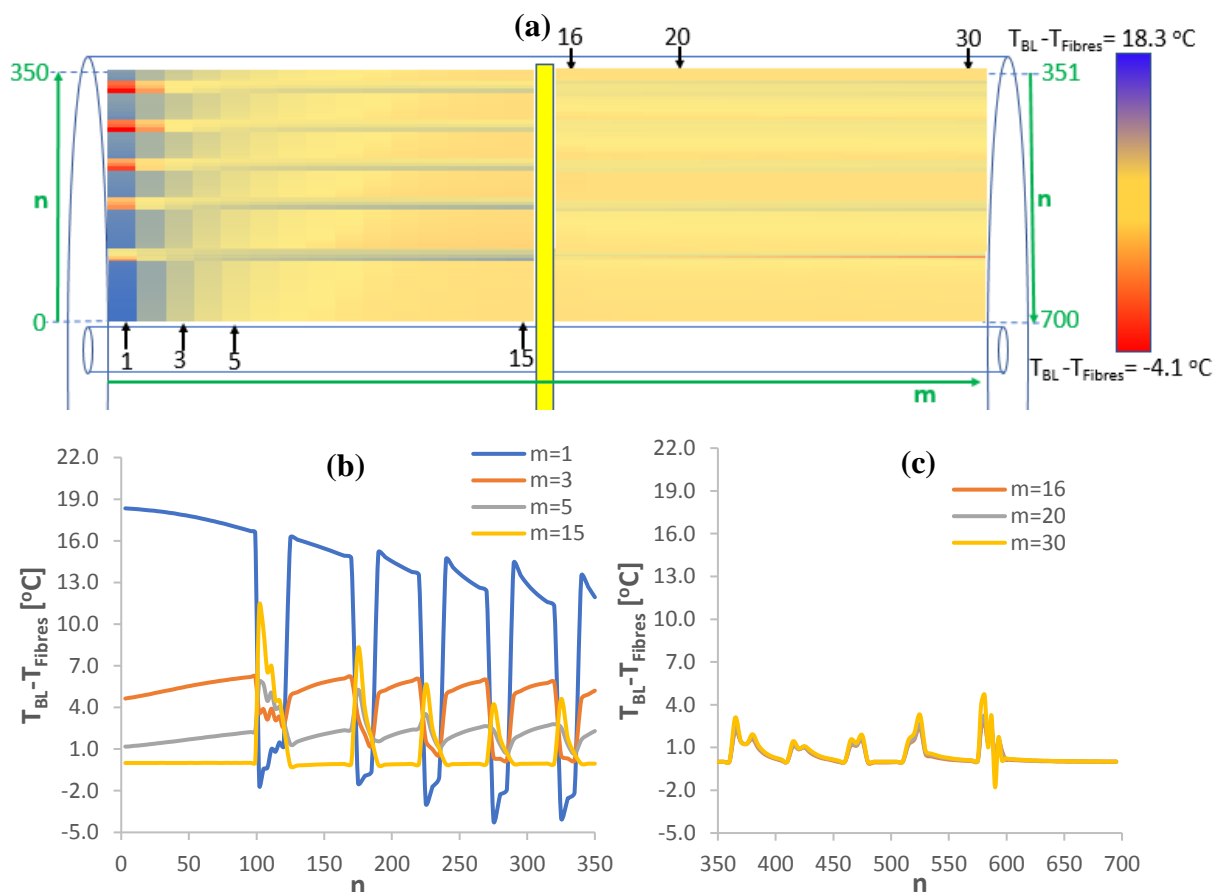 (a)
16 20 30
T_BL-T_Fibres= 18.3 ºC
350
351
n
n
0
700
1 3 5 15
T_BL-T_Fibres= -4.1 ºC
m
(b)
22.0
19.0
16.0
13.0
10.0
7.0
4.0
1.0
-2.0
-5.0
T_BL-T_Fibres [ºC]
m=1
m=3
m=5
m=15
0 50 100 150 200 250 300 350
n
(c)
22.0
19.0
16.0
13.0
10.0
7.0
4.0
1.0
-2.0
-5.0
T_BL-T_Fibres [ºC]
m=16
m=20
m=30
350 400 450 500 550 600 650 700
n